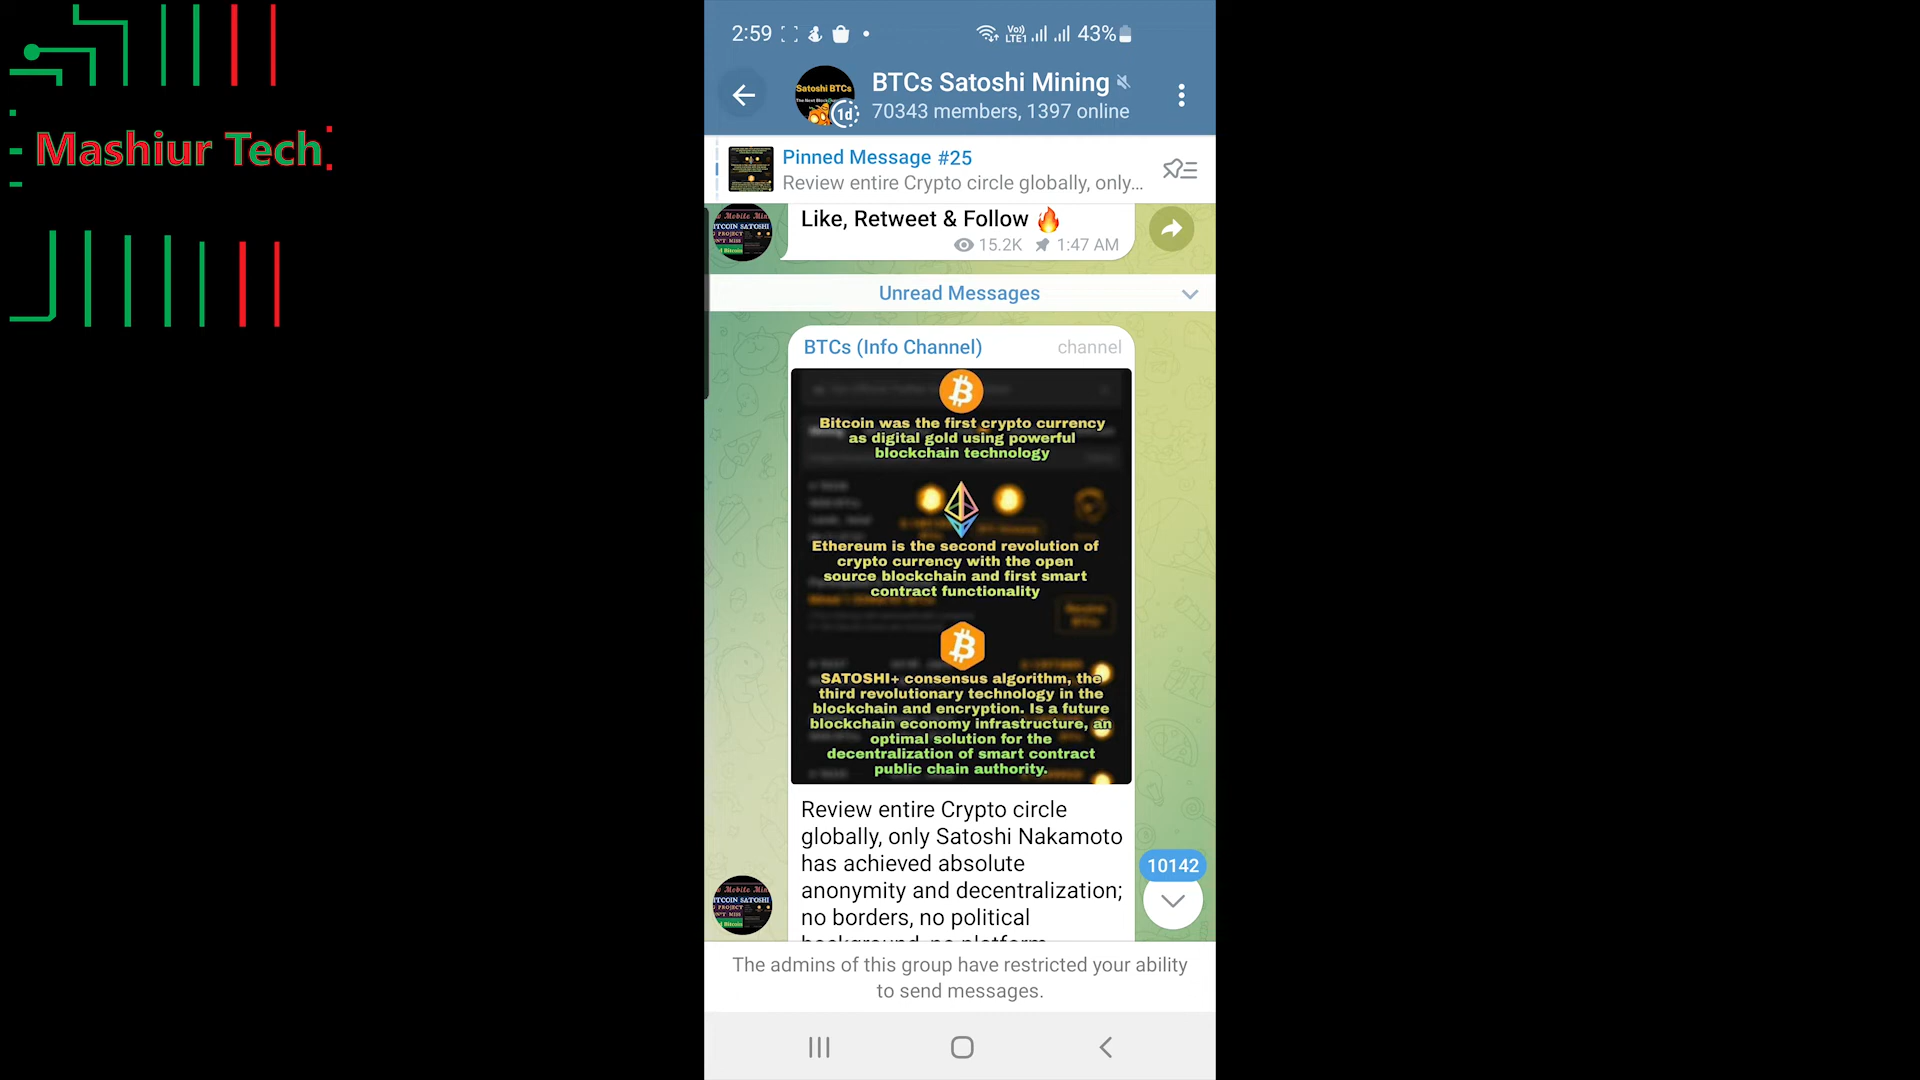 Mashiur Tech
2:59
Vo)) LTE1 43%
BTCs Satoshi Mining
70343 members, 1397 online
Satoshi BTCs
1d
Pinned Message #25
Review entire Crypto circle globally, only...
Like, Retweet & Follow 🔥
15.2K 1:47 AM
Unread Messages
BTCs (Info Channel) channel
Bitcoin was the first crypto currency
as digital gold using powerful
blockchain technology
Ethereum is the second revolution of
crypto currency with the open
source blockchain and first smart
contract functionality
SATOSHI+ consensus algorithm, the
third revolutionary technology in the
blockchain and encryption. Is a future
blockchain economy infrastructure, an
optimal solution for the
decentralization of smart contract
public chain authority.
Review entire Crypto circle
globally, only Satoshi Nakamoto
has achieved absolute
anonymity and decentralization;
no borders, no political
10142
The admins of this group have restricted your ability
to send messages.